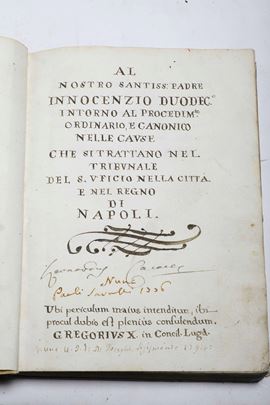 AL
NOSTRO SANTISS: PADRE
INNOCENZIO DUODEC.º
INTORNO AL PROCEDIM.º
ORDINARIO, E CANONICO
NELLE CAUSE
CHE SI TRATTANO NEL
TRIBUNALE
DEL S. UFICIO NELLA CITTÀ
E NEL REGNO
DI
NAPOLI.
Nunc
Pauli
Ubi periculum maius intenditur, ibi
procul dubio est plenius consulendum.
GREGORIUS X. in Concil. Lugd.